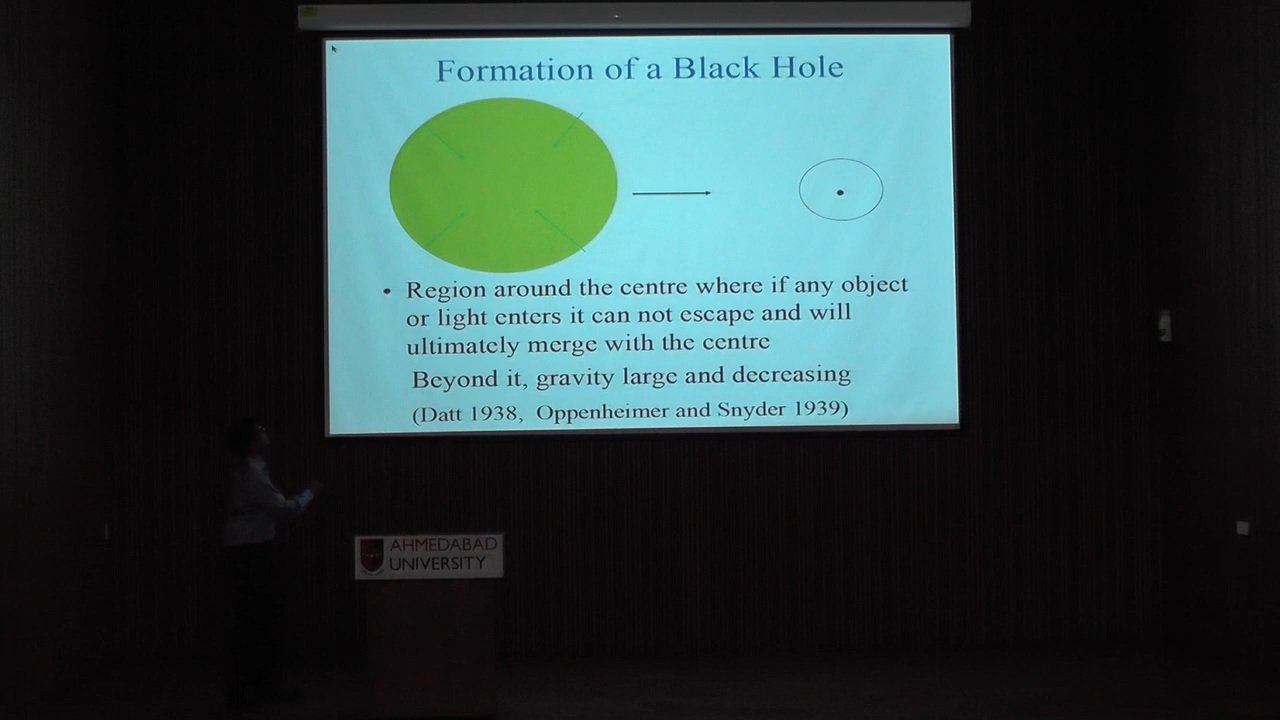 Formation of a Black Hole
• Region around the centre where if any object
or light enters it can not escape and will
ultimately merge with the centre
Beyond it, gravity large and decreasing
(Datt 1938, Oppenheimer and Snyder 1939)
AHMEDABAD
UNIVERSITY